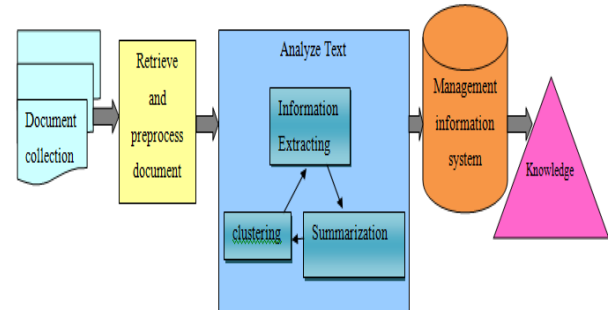 Document
collection
Retrieve
and
preprocess
document
Analyze Text
Information
Extracting
clustering
Summarization
Management
information
system
Knowledge